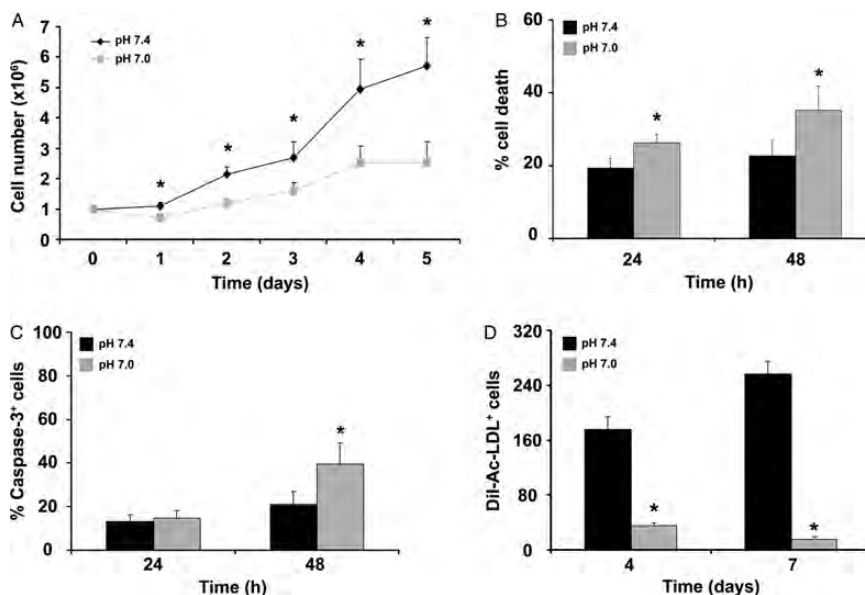 A
pH 7.4
pH 7.0
Cell number (x10⁶)
7
6
5
4
3
2
1
0
* * * * *
0 1 2 3 4 5
Time (days)
B
pH 7.4
pH 7.0
% cell death
60
40
20
0
* *
24 48
Time (h)
C
pH 7.4
pH 7.0
% Caspase-3⁺ cells
100
80
60
40
20
0
*
24 48
Time (h)
D
pH 7.4
pH 7.0
Dil-Ac-LDL⁺ cells
320
260
160
80
0
* *
4 7
Time (days)